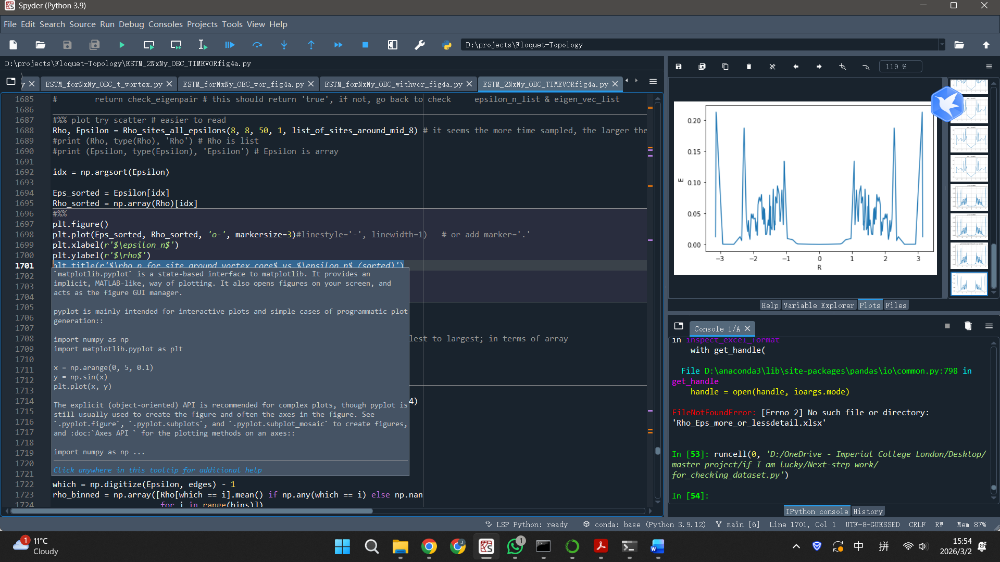 Spyder (Python 3.9)
File Edit Search Source Run Debug Consoles Projects Tools View Help
D:\projects\Floquet-Topology
D:\projects\Floquet-Topology\ESTM_2NxNy_OBC_TIMEVORfig4a.py
y
ESTM_forNxNy_OBC_t_vortex.py
ESTM_forNxNy_OBC_vor_fig4a.py
ESTM_forNxNy_OBC_withvor_fig4a.py
ESTM_2NxNy_OBC_TIMEVORfig4a.py
1685 # return check_eigenpair # this should return 'true', if not, go back to check epsilon_n_list & eigen_vec_list
1686
1687 #%% plot try scatter # easier to read
1688 Rho, Epsilon = Rho_sites_all_epsilons(8, 8, 50, 1, list_of_sites_around_mid_8) # it seems the more time sampled, the larger the
1689 #print (Rho, type(Rho), 'Rho') # Rho is list
1690 #print (Epsilon, type(Epsilon), 'Epsilon') # Epsilon is array
1691
1692 idx = np.argsort(Epsilon)
1693
1694 Eps_sorted = Epsilon[idx]
1695 Rho_sorted = np.array(Rho)[idx]
1696 #%%
1697 plt.figure()
1698 plt.plot(Eps_sorted, Rho_sorted, 'o-', markersize=3)#linestyle='-', linewidth=1) # or add marker='.'
1699 plt.xlabel(r'$\epsilon_n$')
1700 plt.ylabel(r'$\rho$')
1701 plt.title(r'$\rho_n for site around vortex core$ vs $\epsilon_n$ (sorted)')
1702
1703
1704
1705
1706
1707
1708 lest to largest; in terms of array
1709
1710
1711
1712
1713
1714 4)
1715
1716
1717
1718
1719
1720
1721
1722 which = np.digitize(Epsilon, edges) - 1
1723 rho_binned = np.array([Rho[which == i].mean() if np.any(which == i) else np.nan
1724 for i in range(bins)])
`matplotlib.pyplot` is a state-based interface to matplotlib. It provides an
implicit, MATLAB-like, way of plotting. It also opens figures on your screen, and
acts as the figure GUI manager.
pyplot is mainly intended for interactive plots and simple cases of programmatic plot
generation::
import numpy as np
import matplotlib.pyplot as plt
x = np.arange(0, 5, 0.1)
y = np.sin(x)
plt.plot(x, y)
The explicit (object-oriented) API is recommended for complex plots, though pyplot is
still usually used to create the figure and often the axes in the figure. See
`.pyplot.figure`, `.pyplot.subplots`, and `.pyplot.subplot_mosaic` to create figures,
and :doc:`Axes API ` for the plotting methods on an axes::
import numpy as np ...
Click anywhere in this tooltip for additional help
119 %
0.20
0.15
0.10
0.05
0.00
E
−3 −2 −1 0 1 2 3
R
Help Variable Explorer Plots Files
Console 1/A
in inspect_excel_format
with get_handle(
File D:\anaconda3\lib\site-packages\pandas\io\common.py:798 in
get_handle
handle = open(handle, ioargs.mode)
FileNotFoundError: [Errno 2] No such file or directory:
'Rho_Eps_more_or_lessdetail.xlsx'
In [53]: runcell(0, 'D:/OneDrive - Imperial College London/Desktop/
master project/if I am lucky/Next-step work/
for_checking_dataset.py')
In [54]:
IPython console History
LSP Python: ready conda: base (Python 3.9.12) main [6] Line 1701, Col 1 UTF-8-GUESSED CRLF RW Mem 87%
1
11°C
Cloudy
J
1
W
中
拼
15:54
2026/3/2